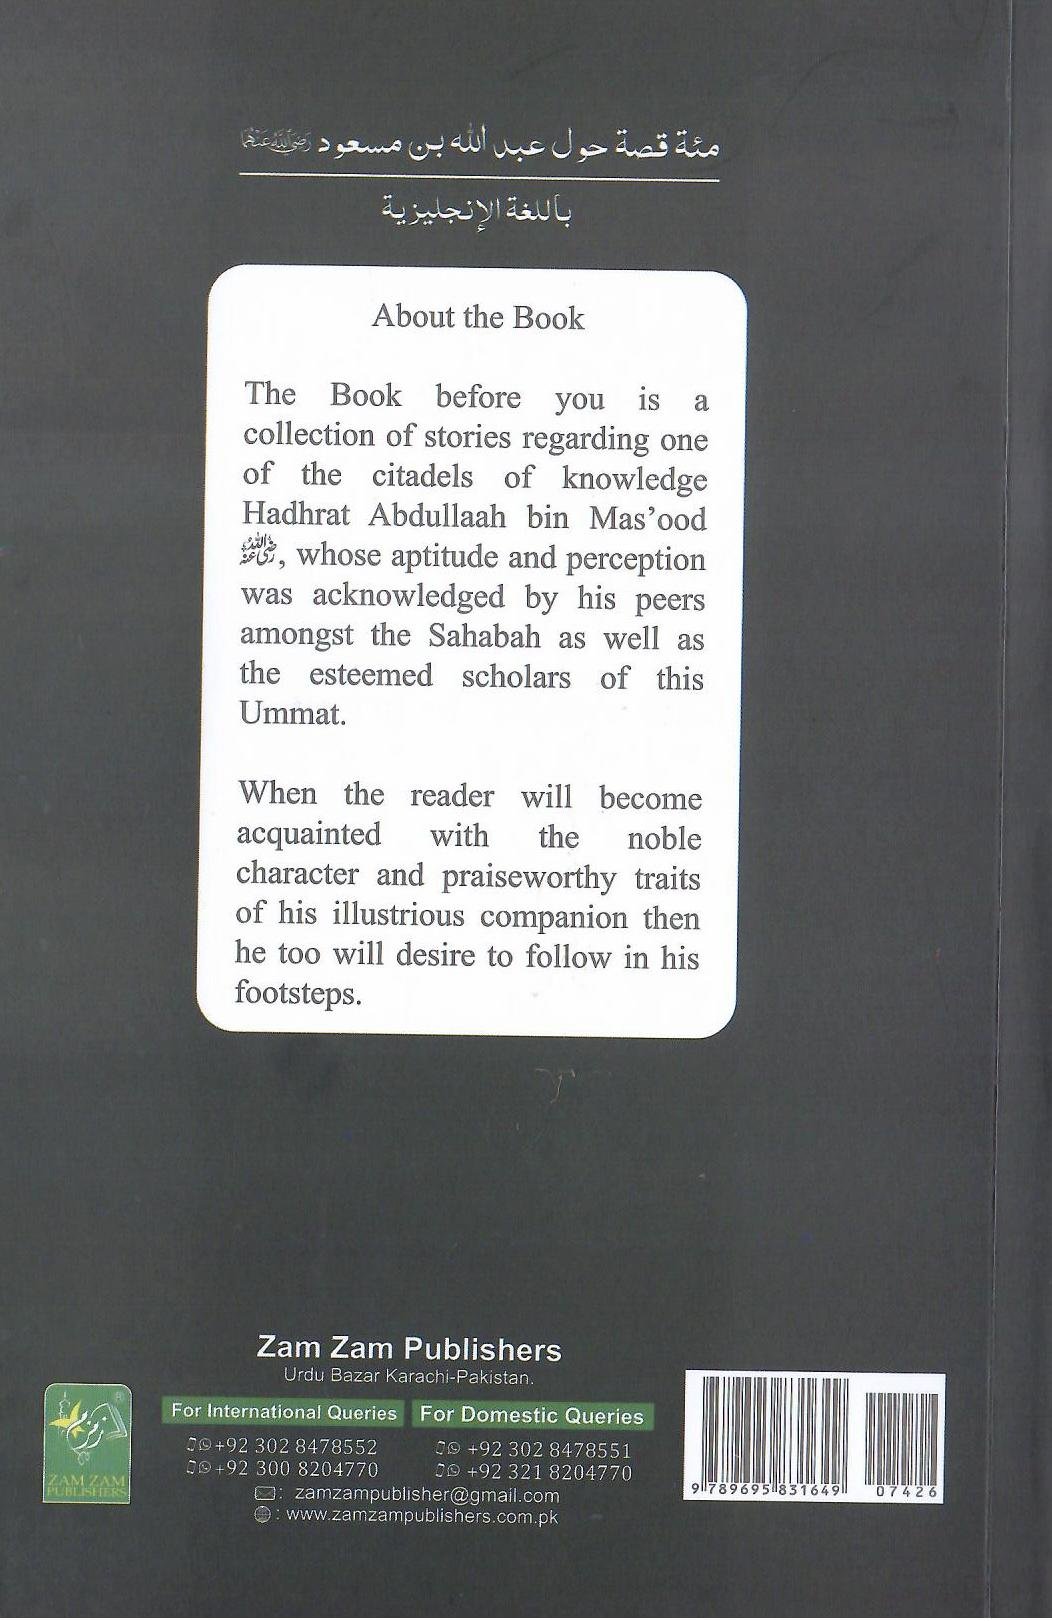 مئة قصة حول عبد الله بن مسعود رضي الله عنهما
باللغة الإنجليزية
About the Book
The Book before you is a
collection of stories regarding one
of the citadels of knowledge
Hadhrat Abdullaah bin Mas'ood
رضي الله عنه, whose aptitude and perception
was acknowledged by his peers
amongst the Sahabah as well as
the esteemed scholars of this
Ummat.
When the reader will become
acquainted with the noble
character and praiseworthy traits
of his illustrious companion then
he too will desire to follow in his
footsteps.
Zam Zam Publishers
Urdu Bazar Karachi-Pakistan.
For International Queries
+92 302 8478552
+92 300 8204770
For Domestic Queries
+92 302 8478551
+92 321 8204770
: zamzampublisher@gmail.com
: www.zamzampublishers.com.pk
زمزم
®
ZAM ZAM
PUBLISHERS
9 789695 831649
07426